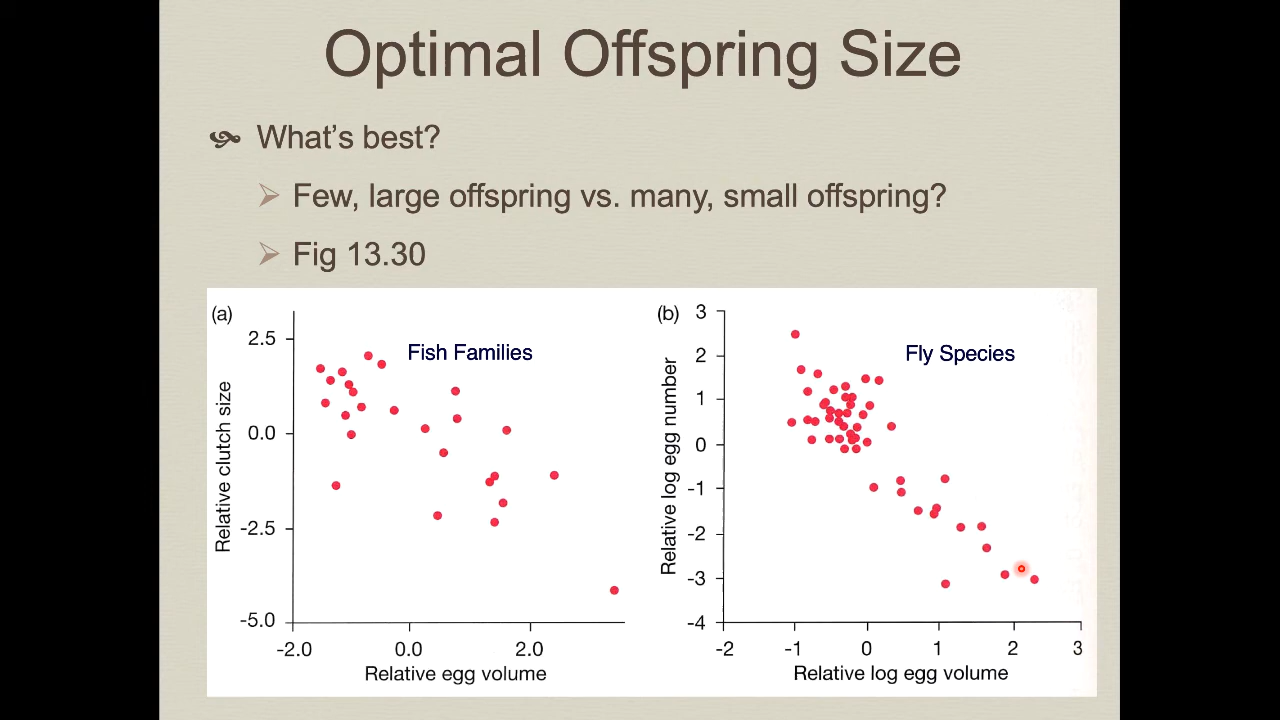 Optimal Offspring Size
What's best?
Few, large offspring vs. many, small offspring?
Fig 13.30
(a)
Fish Families
2.5
0.0
-2.5
-5.0
Relative clutch size
-2.0 0.0 2.0
Relative egg volume
(b)
Fly Species
3
2
1
0
-1
-2
-3
-4
Relative log egg number
-2 -1 0 1 2 3
Relative log egg volume